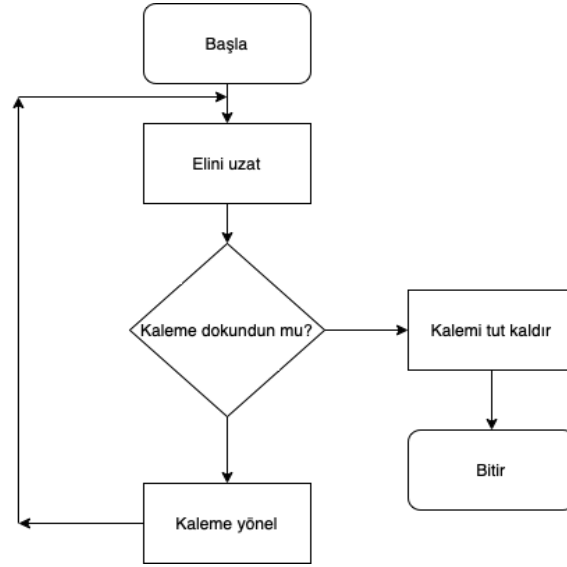 Başla
Elini uzat
Kaleme dokundun mu?
Kalemi tut kaldır
Bitir
Kaleme yönel